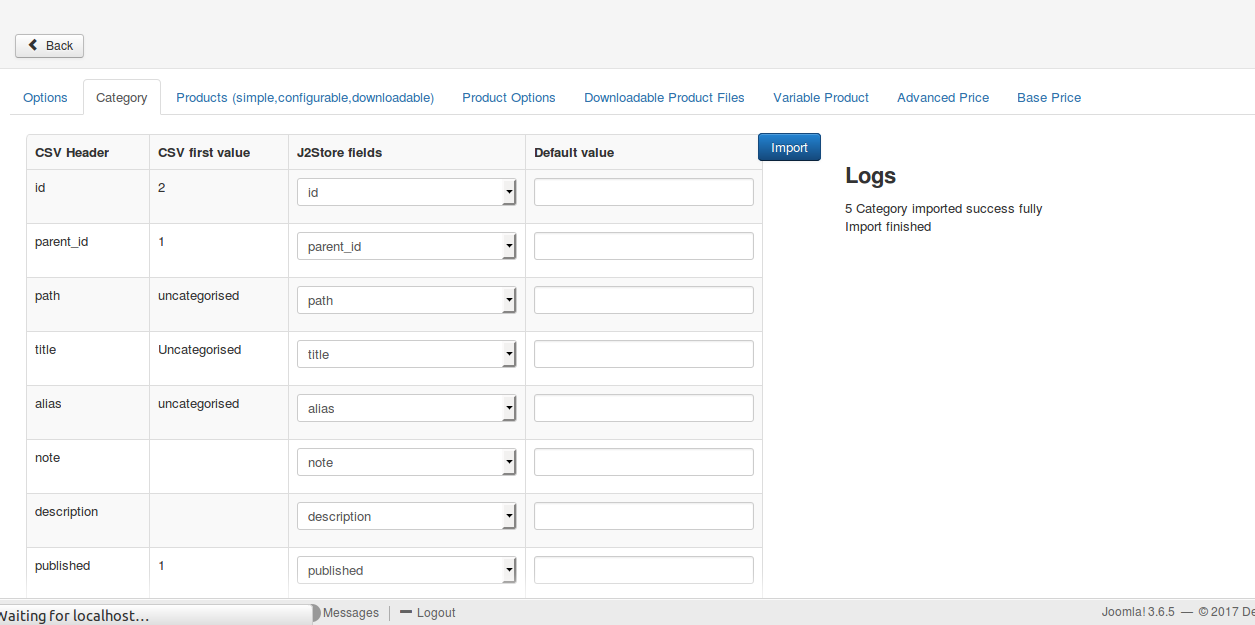 Back
Options Category Products (simple,configurable,downloadable) Product Options Downloadable Product Files Variable Product Advanced Price Base Price
CSV Header CSV first value J2Store fields Default value Import
Logs
id 2 id
5 Category imported success fully
Import finished
parent_id 1 parent_id
path uncategorised path
title Uncategorised title
alias uncategorised alias
note note
description description
published 1 published
Waiting for localhost... Messages Logout Joomla! 3.6.5 — © 2017 De